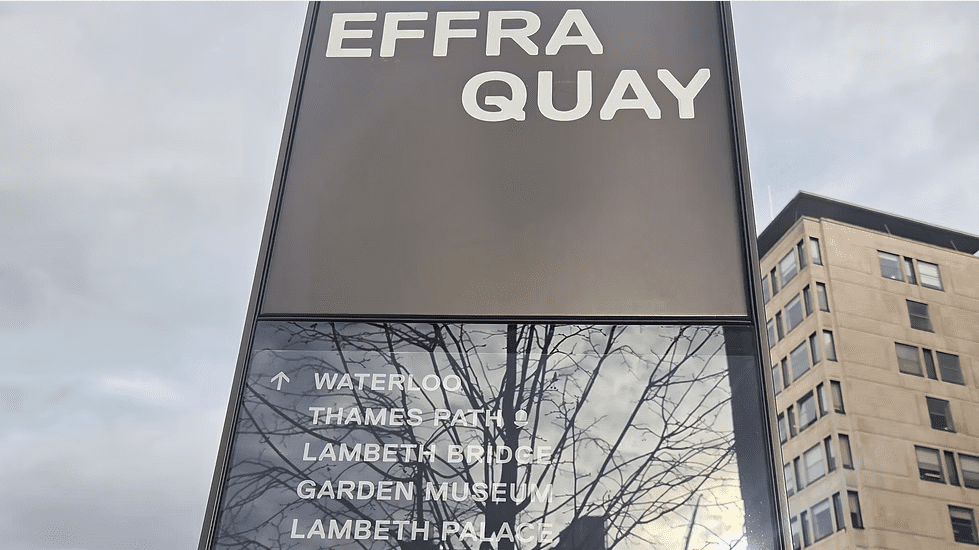 EFFRA
QUAY
↑ WATERLOO
THAMES PATH
LAMBETH BRIDGE
GARDEN MUSEUM
LAMBETH PALACE